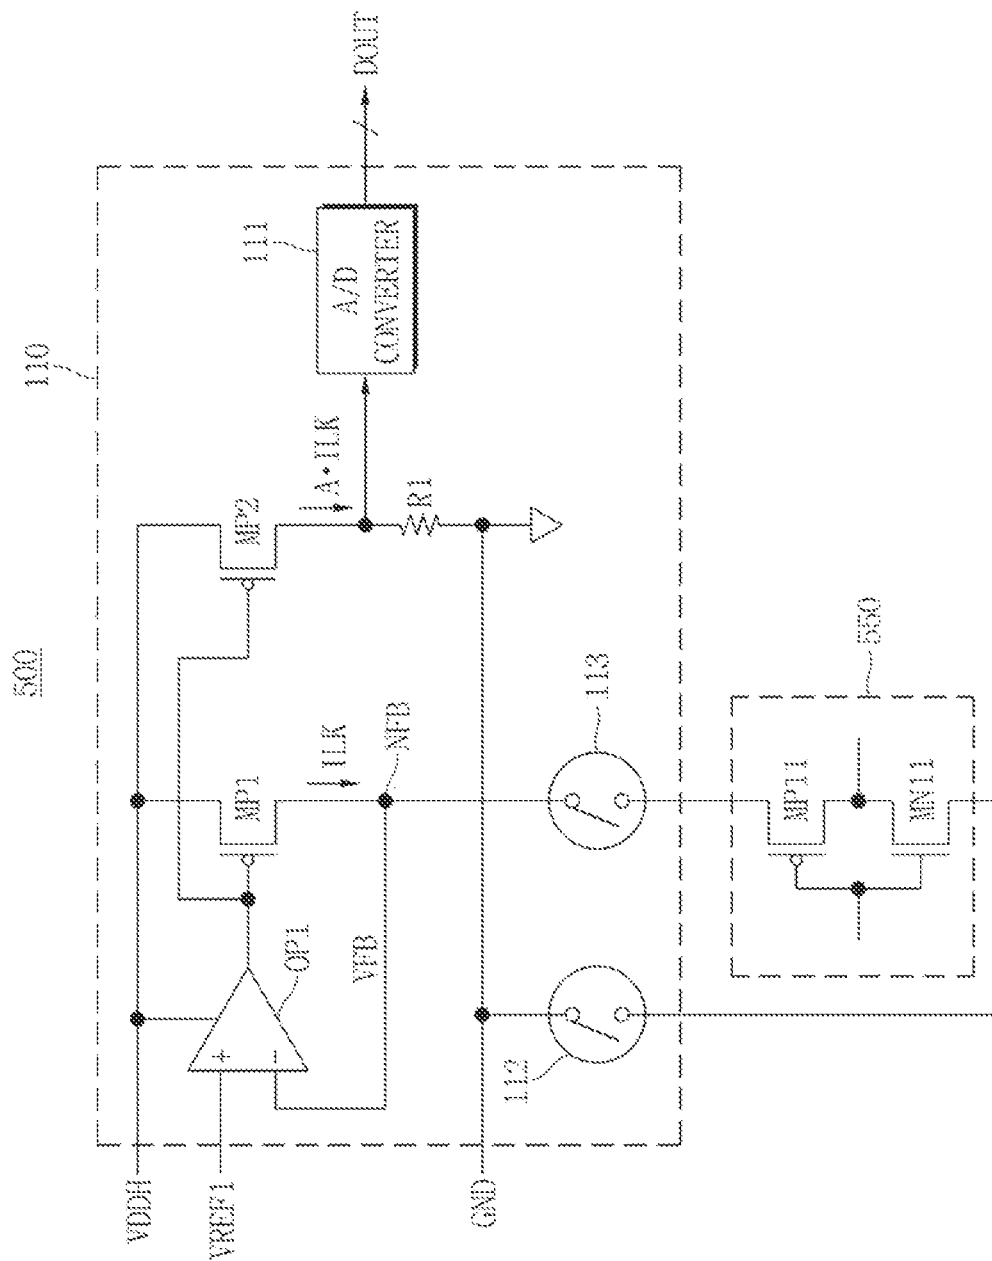 500
110
VDDH
VREF1
OP1
MP1
MP2
111
A/D
CONVERTER
DOUT
ILK
A•ILK
VFB
NFB
R1
GND
112
113
550
MP11
MN11
+
−